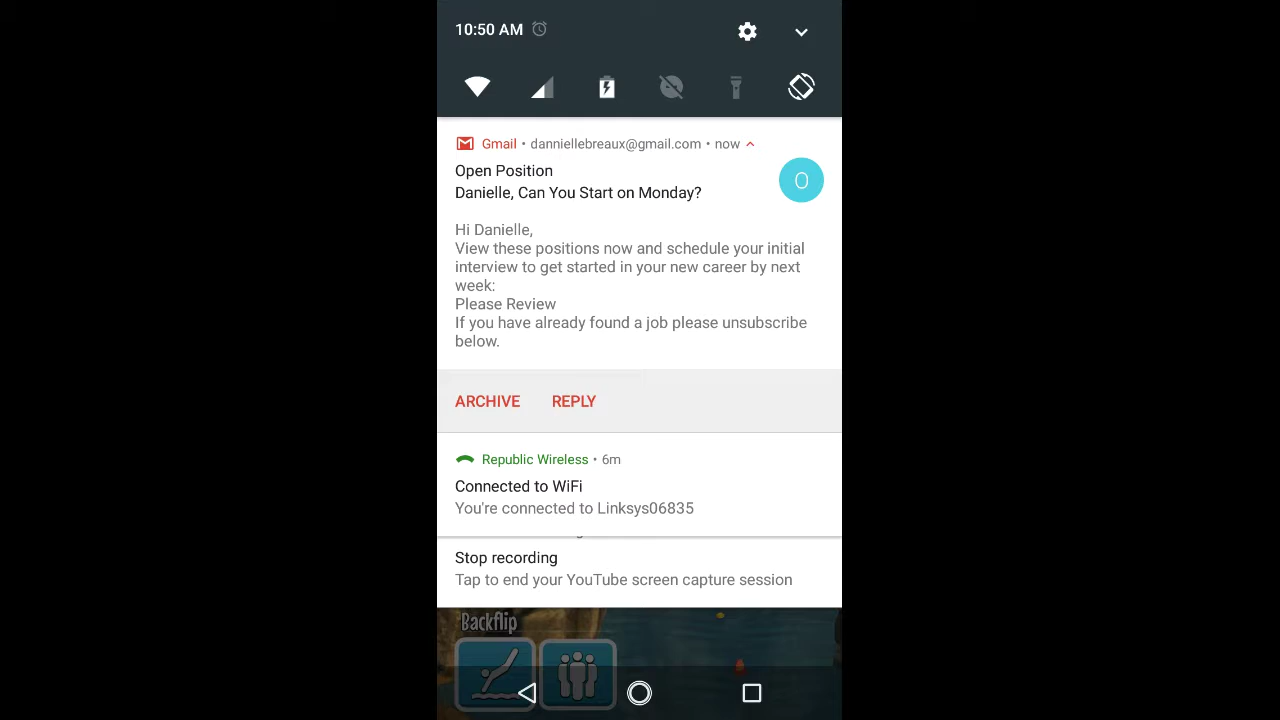 10:50 AM
Gmail • danniellebreaux@gmail.com • now
Open Position
Danielle, Can You Start on Monday?
O
Hi Danielle,
View these positions now and schedule your initial
interview to get started in your new career by next
week:
Please Review
If you have already found a job please unsubscribe
below.
ARCHIVE REPLY
Republic Wireless • 6m
Connected to WiFi
You're connected to Linksys06835
Stop recording
Tap to end your YouTube screen capture session
Backflip